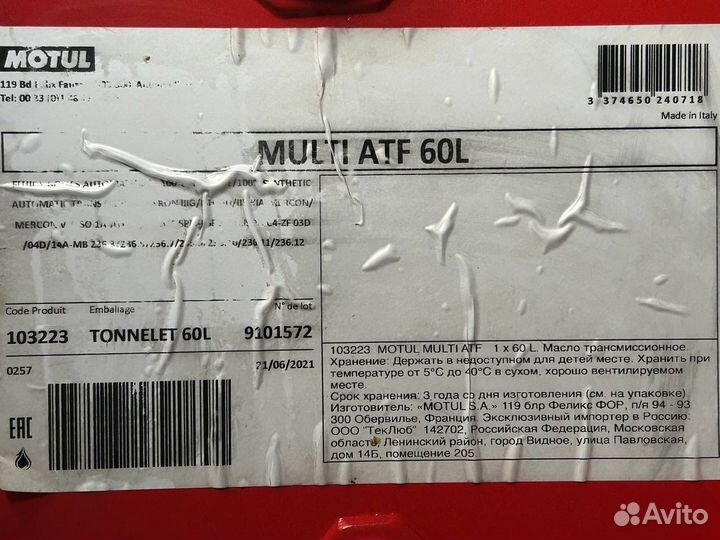 MOTUL
119 Bd
Tel: 00 33
3 374650 240718
Made in Italy
MULTI ATF 60L
AUTOMATIC
MERCON/
MERCON V
ZF 03D
/04D/14A-MB 236.12
Code Produit Emballage N° de lot
103223 TONNELET 60L 9101572
0257 21/06/2021
EAC
103223 MOTUL MULTI ATF 1 x 60 L. Масло трансмиссионное.
Хранение: Держать в недоступном для детей месте. Хранить при
температуре от 5°C до 40°C в сухом, хорошо вентилируемом
месте.
Срок хранения: 3 года со дня изготовления (см. на упаковке).
Изготовитель: «MOTUL S.A.» 119 блр Феликс ФОР, п/я 94 - 93
300 Обервилье, Франция. Эксклюзивный импортер в Россию:
ООО "ТекЛюб" 142702, Российская Федерация, Московская
область, Ленинский район, город Видное, улица Павловская,
дом 14Б, помещение 205.
Avito